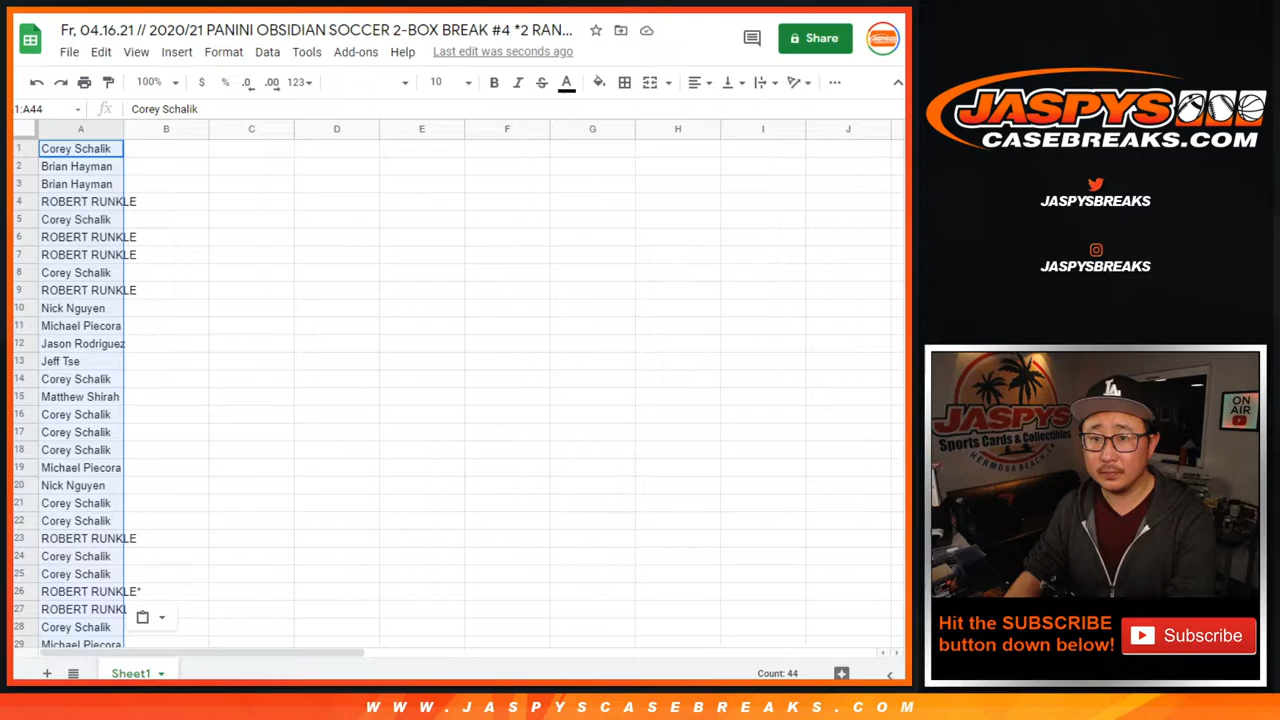 Fr, 04.16.21 // 2020/21 PANINI OBSIDIAN SOCCER 2-BOX BREAK #4 *2 RAN...
File Edit View Insert Format Data Tools Add-ons Help Last edit was seconds ago
Share
100% $ % .0 .00 123 10 B I S A
1:A44 fx Corey Schalik
A B C D E F G H I J
1 Corey Schalik
2 Brian Hayman
3 Brian Hayman
4 ROBERT RUNKLE
5 Corey Schalik
6 ROBERT RUNKLE
7 ROBERT RUNKLE
8 Corey Schalik
9 ROBERT RUNKLE
10 Nick Nguyen
11 Michael Piecora
12 Jason Rodriguez
13 Jeff Tse
14 Corey Schalik
15 Matthew Shirah
16 Corey Schalik
17 Corey Schalik
18 Corey Schalik
19 Michael Piecora
20 Nick Nguyen
21 Corey Schalik
22 Corey Schalik
23 ROBERT RUNKLE
24 Corey Schalik
25 Corey Schalik
26 ROBERT RUNKLE*
27 ROBERT RUNKL
28 Corey Schalik
29 Michael Piecora
Sheet1 Count: 44
JASPYS
CASEBREAKS.COM
JASPYSBREAKS
JASPYSBREAKS
JASPYS
Sports Cards & Collectibles
HERMOSA BEACH, CA
LA
ON AIR
Hit the SUBSCRIBE
button down below!
Subscribe
WWW.JASPYSCASEBREAKS.COM